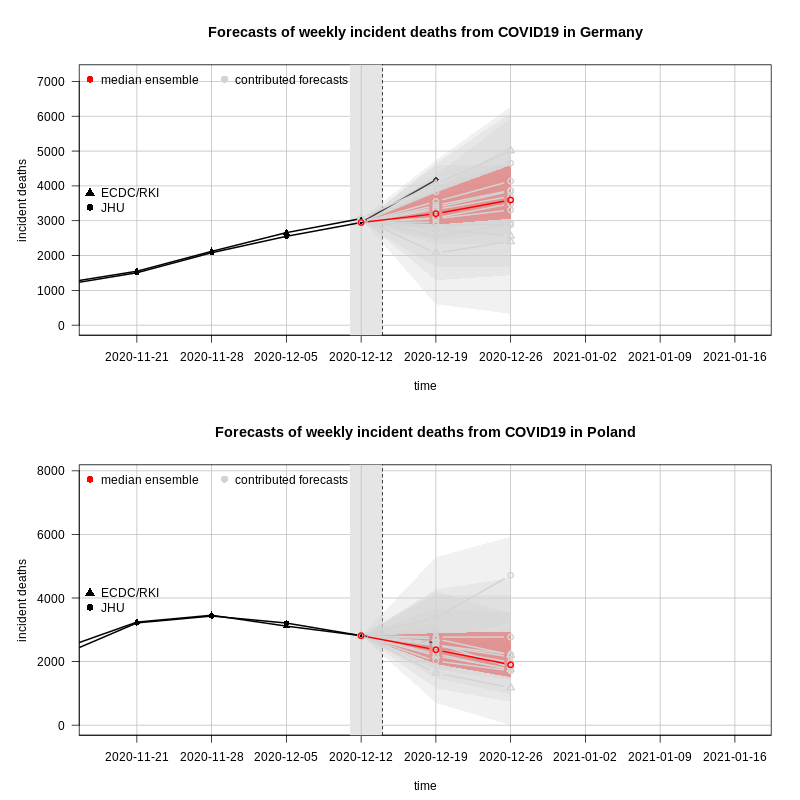 Forecasts of weekly incident deaths from COVID19 in Germany
median ensemble contributed forecasts
7000
6000
5000
4000
3000
2000
1000
0
incident deaths
ECDC/RKI
JHU
2020-11-21 2020-11-28 2020-12-05 2020-12-12 2020-12-19 2020-12-26 2021-01-02 2021-01-09 2021-01-16
time
Forecasts of weekly incident deaths from COVID19 in Poland
median ensemble contributed forecasts
8000
6000
4000
2000
0
incident deaths
ECDC/RKI
JHU
2020-11-21 2020-11-28 2020-12-05 2020-12-12 2020-12-19 2020-12-26 2021-01-02 2021-01-09 2021-01-16
time